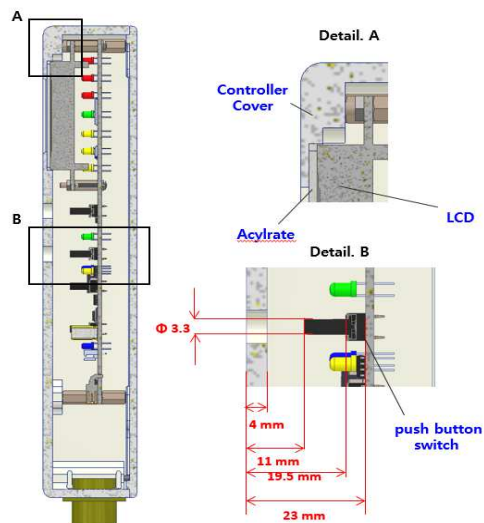 A
Detail. A
Controller
Cover
LCD
Acylrate
B
Detail. B
Φ 3.3
4 mm
push button
switch
11 mm
19.5 mm
23 mm